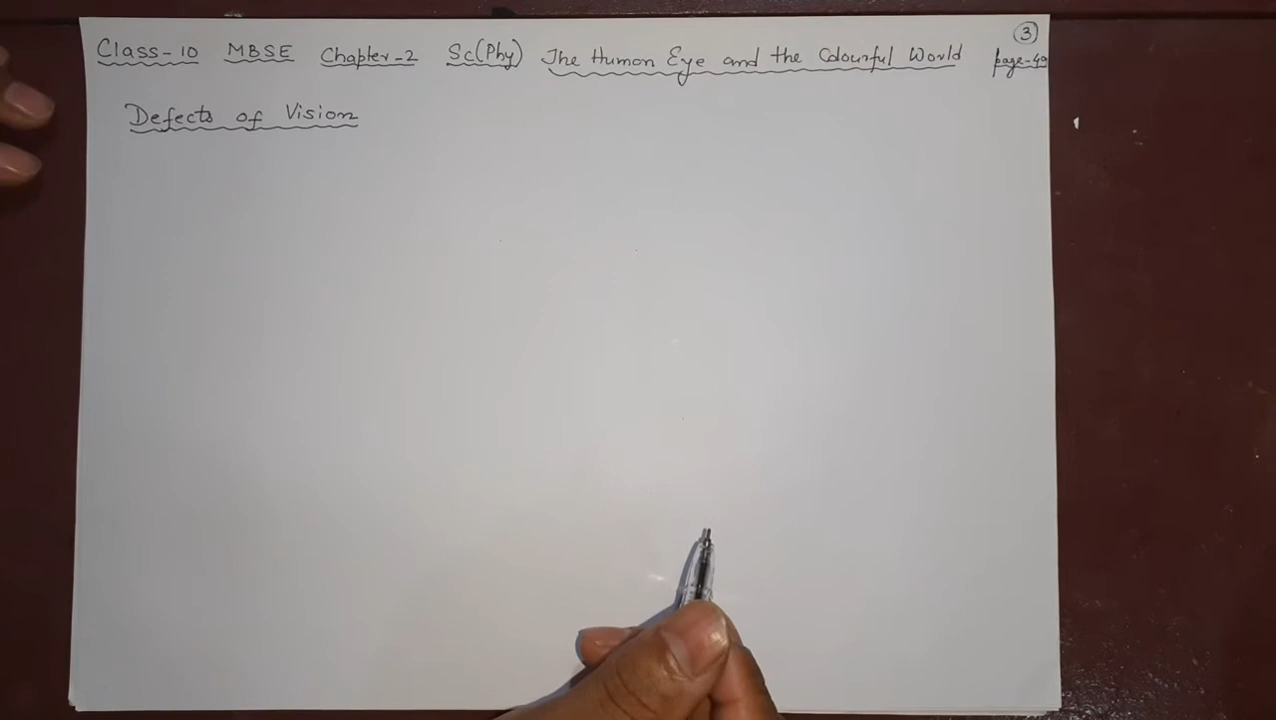 ③
Class-10 MBSE Chapter-2 Sc(Phy) The Human Eye and the Colourful World page-49
Defects of Vision